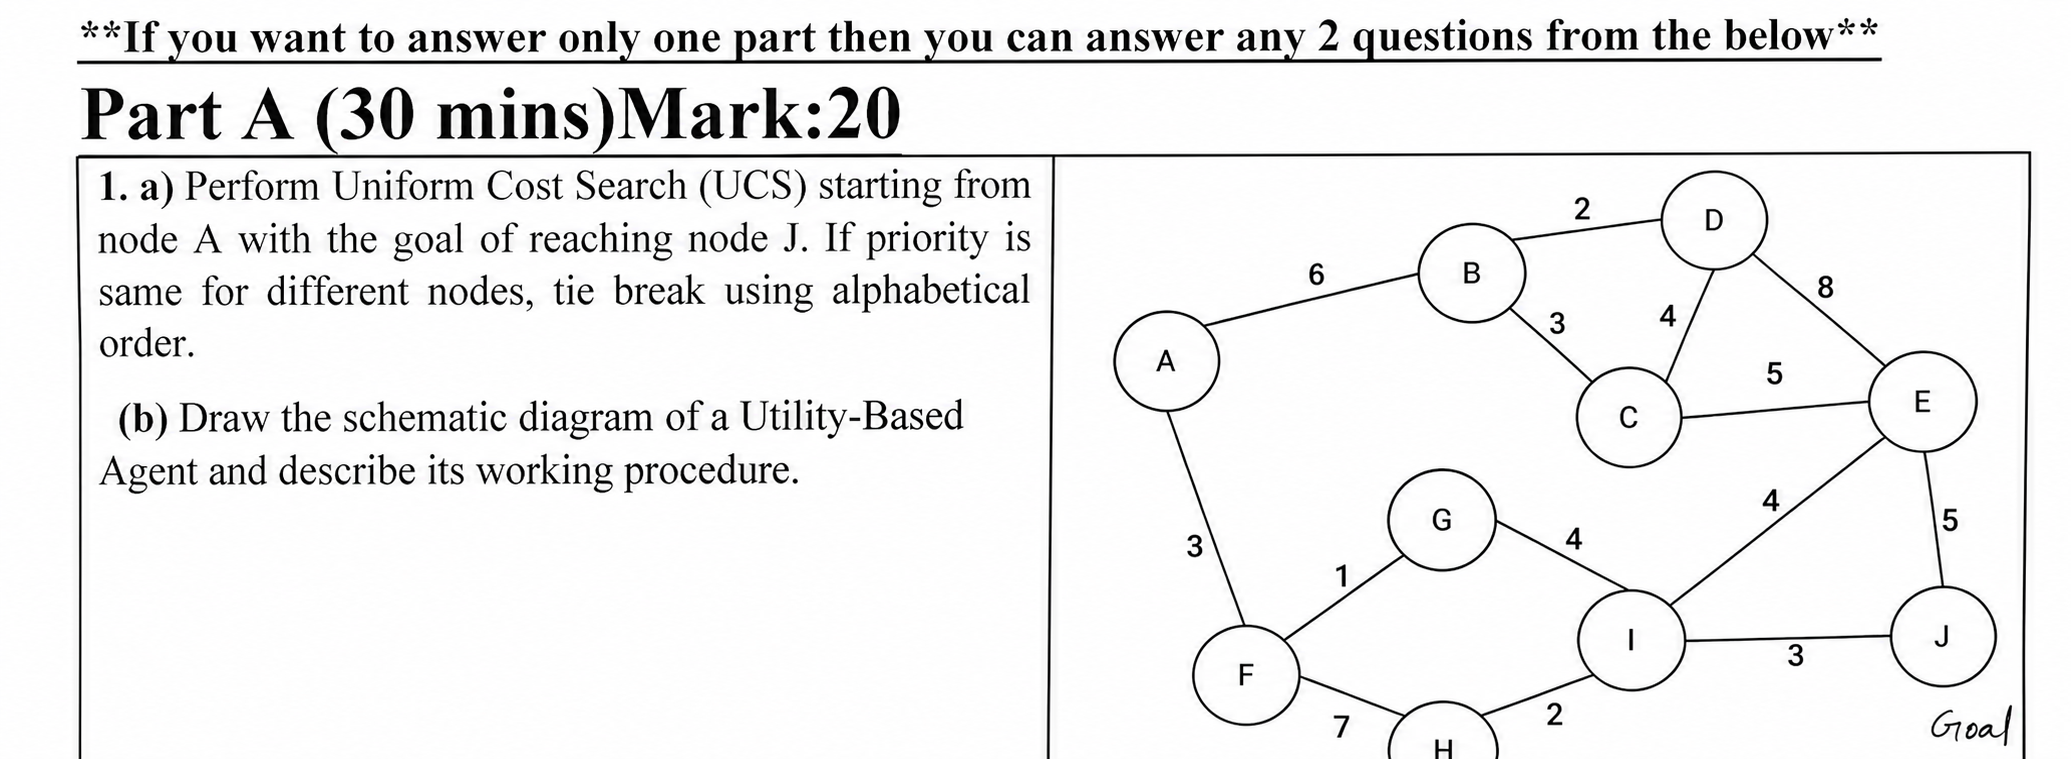 **If you want to answer only one part then you can answer any 2 questions from the below**
Part A (30 mins)Mark:20
1. a) Perform Uniform Cost Search (UCS) starting from
node A with the goal of reaching node J. If priority is
same for different nodes, tie break using alphabetical
order.
(b) Draw the schematic diagram of a Utility-Based
Agent and describe its working procedure.
2
D
B
6
8
3
4
A
5
E
C
G
4
3
4
5
1
I
J
F
3
7
2
H
Goal